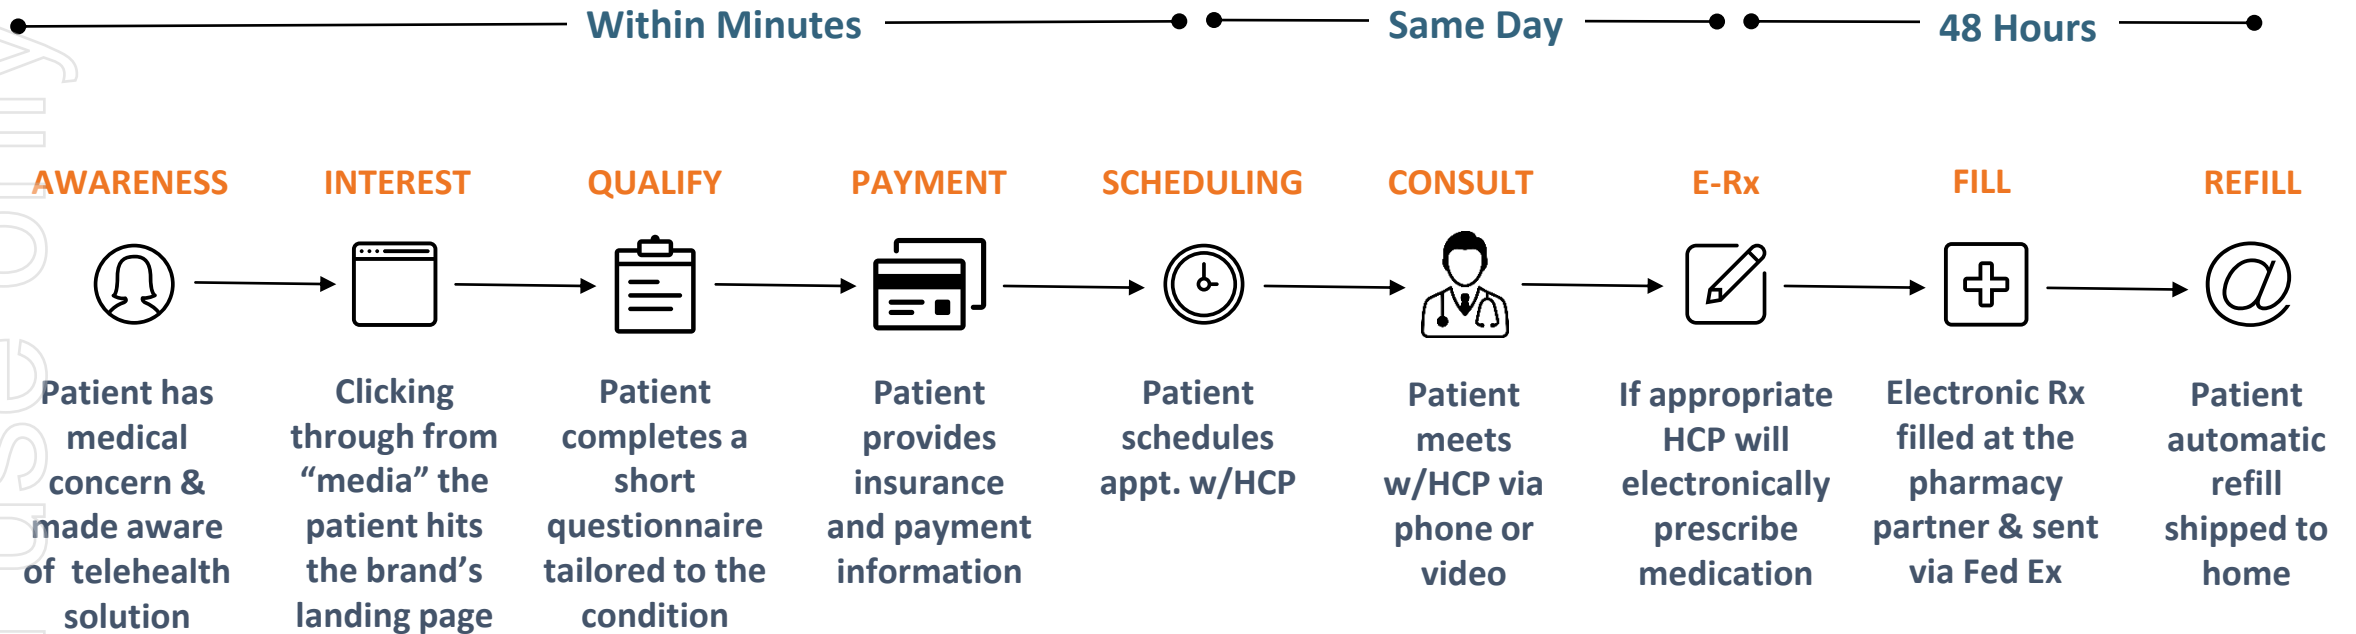 Within Minutes
Same Day
48 Hours
AWARENESS
INTEREST
QUALIFY
PAYMENT
SCHEDULING
CONSULT
E-Rx
FILL
REFILL
Patient has
medical
concern &
made aware
of telehealth
solution
Clicking
through from
“media” the
patient hits
the brand’s
landing page
Patient
completes a
short
questionnaire
tailored to the
condition
Patient
provides
insurance
and payment
information
Patient
schedules
appt. w/HCP
Patient
meets
w/HCP via
phone or
video
If appropriate
HCP will
electronically
prescribe
medication
Electronic Rx
filled at the
pharmacy
partner & sent
via Fed Ex
Patient
automatic
refill
shipped to
home
use only